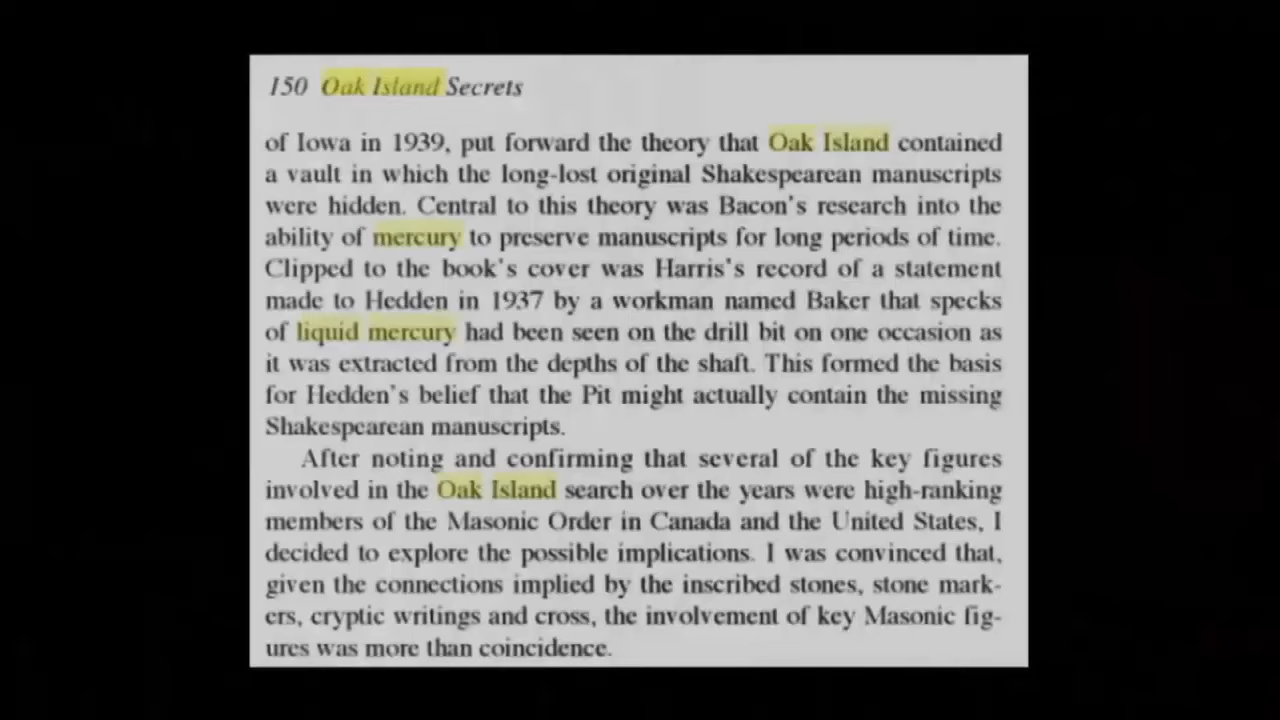 150 Oak Island Secrets
of Iowa in 1939, put forward the theory that Oak Island contained
a vault in which the long-lost original Shakespearean manuscripts
were hidden. Central to this theory was Bacon's research into the
ability of mercury to preserve manuscripts for long periods of time.
Clipped to the book's cover was Harris's record of a statement
made to Hedden in 1937 by a workman named Baker that specks
of liquid mercury had been seen on the drill bit on one occasion as
it was extracted from the depths of the shaft. This formed the basis
for Hedden's belief that the Pit might actually contain the missing
Shakespearean manuscripts.
After noting and confirming that several of the key figures
involved in the Oak Island search over the years were high-ranking
members of the Masonic Order in Canada and the United States, I
decided to explore the possible implications. I was convinced that,
given the connections implied by the inscribed stones, stone mark-
ers, cryptic writings and cross, the involvement of key Masonic fig-
ures was more than coincidence.